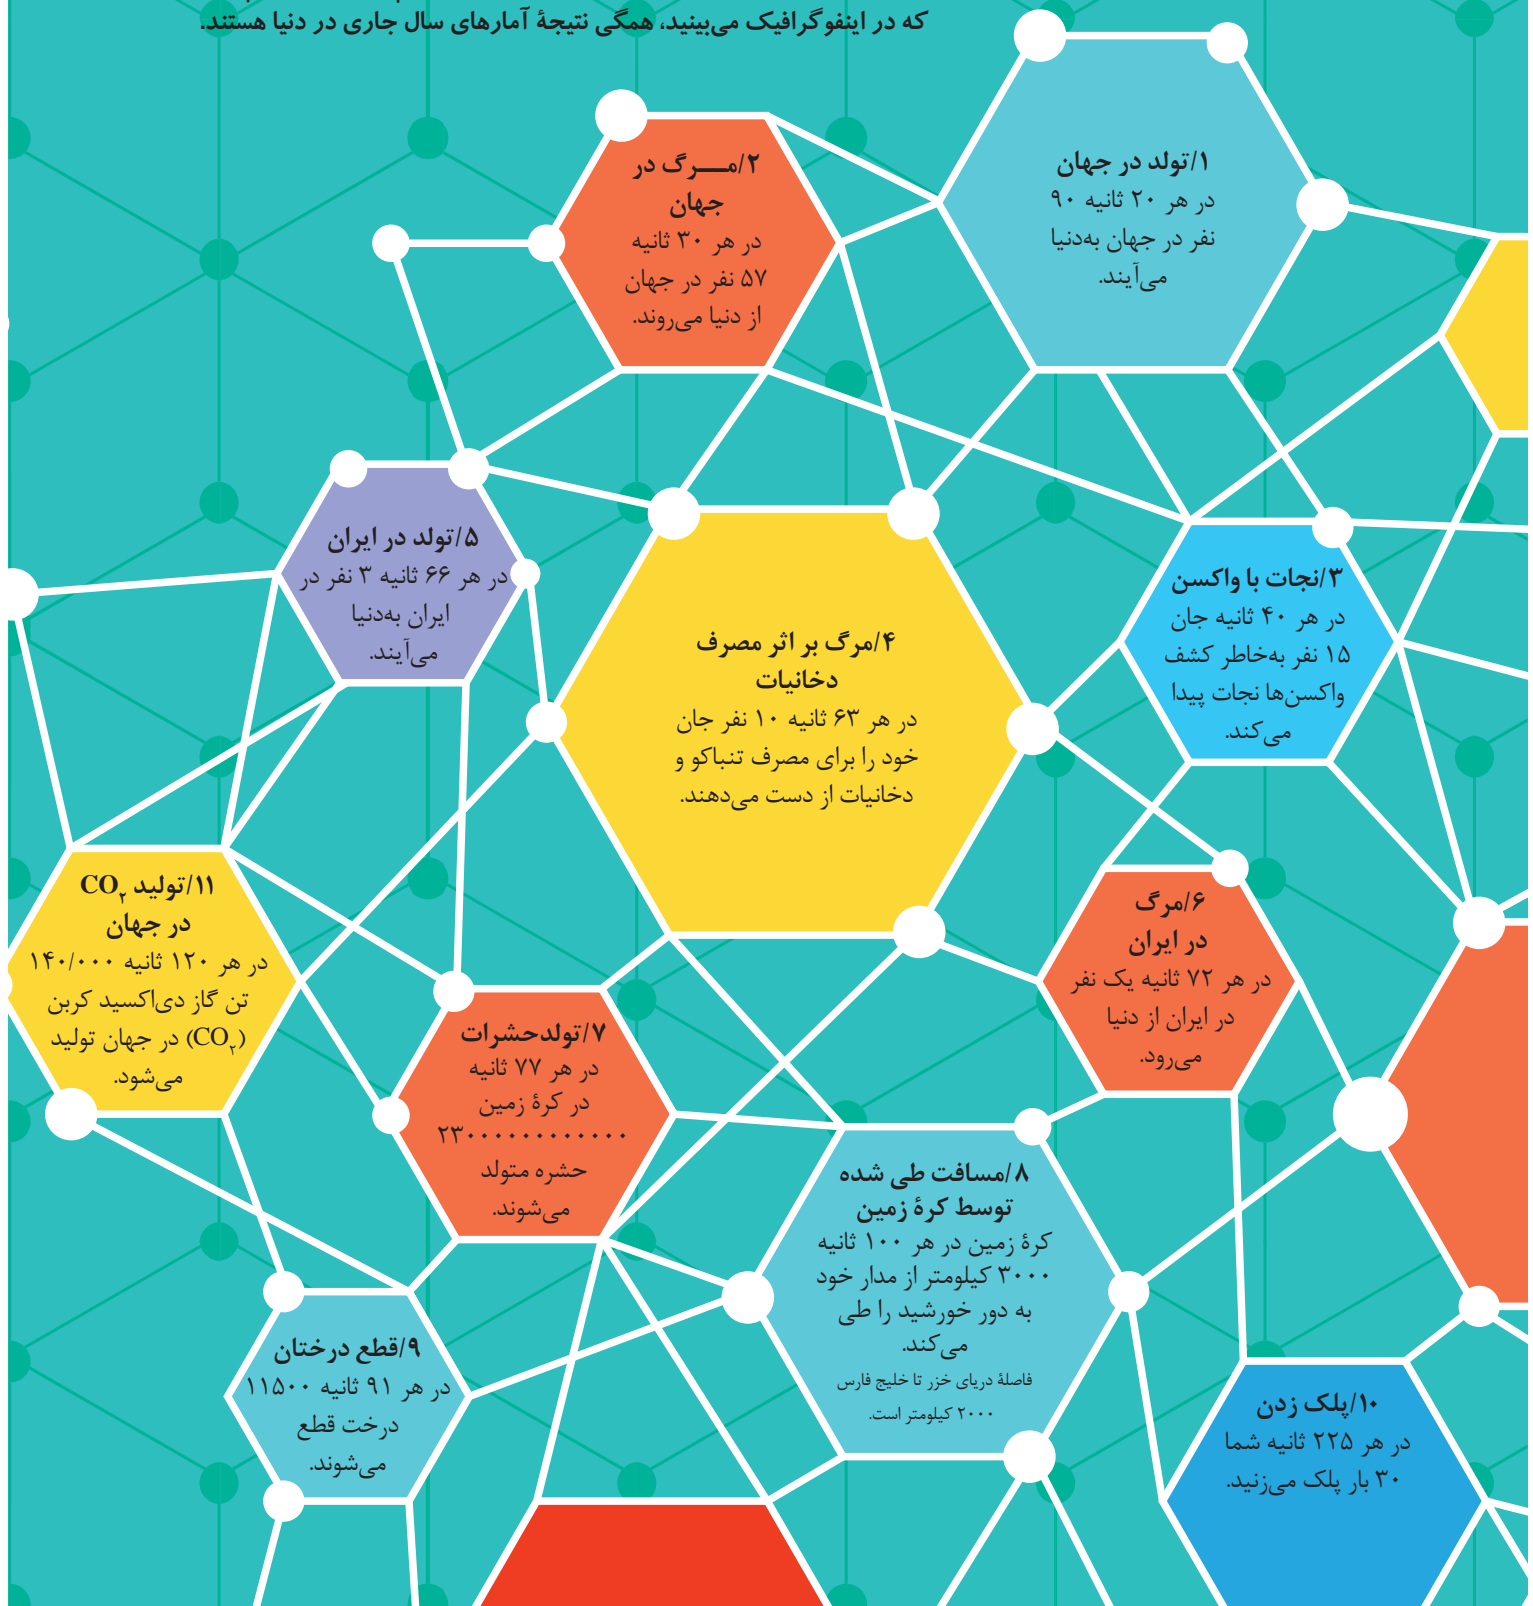 که در اینفوگرافیک می‌بینید، همگی نتیجهٔ آمارهای سال جاری در دنیا هستند.
۱/تولد در جهان
در هر ۲۰ ثانیه ۹۰
نفر در جهان به‌دنیا
می‌آیند.
۲/مـــرگ در
جهان
در هر ۳۰ ثانیه
۵۷ نفر در جهان
از دنیا می‌روند.
۳/نجات با واکسن
در هر ۴۰ ثانیه جان
۱۵ نفر به‌خاطر کشف
واکسن‌ها نجات پیدا
می‌کند.
۴/مرگ بر اثر مصرف
دخانیات
در هر ۶۳ ثانیه ۱۰ نفر جان
خود را برای مصرف تنباکو و
دخانیات از دست می‌دهند.
۵/تولد در ایران
در هر ۶۶ ثانیه ۳ نفر در
ایران به‌دنیا
می‌آیند.
۶/مرگ
در ایران
در هر ۷۲ ثانیه یک نفر
در ایران از دنیا
می‌رود.
۷/تولدحشرات
در هر ۷۷ ثانیه
در کرهٔ زمین
۲۳۰۰۰۰۰۰۰۰۰۰۰۰
حشره متولد
می‌شوند.
۸/مسافت طی شده
توسط کرهٔ زمین
کرهٔ زمین در هر ۱۰۰ ثانیه
۳۰۰۰ کیلومتر از مدار خود
به دور خورشید را طی
می‌کند.
فاصلهٔ دریای خزر تا خلیج فارس
۲۰۰۰ کیلومتر است.
۹/قطع درختان
در هر ۹۱ ثانیه ۱۱۵۰۰
درخت قطع
می‌شوند.
۱۰/پلک زدن
در هر ۲۲۵ ثانیه شما
۳۰ بار پلک می‌زنید.
۱۱/تولید CO۲
در جهان
در هر ۱۲۰ ثانیه ۱۴۰/۰۰۰
تن گاز دی‌اکسید کربن
(CO۲) در جهان تولید
می‌شود.